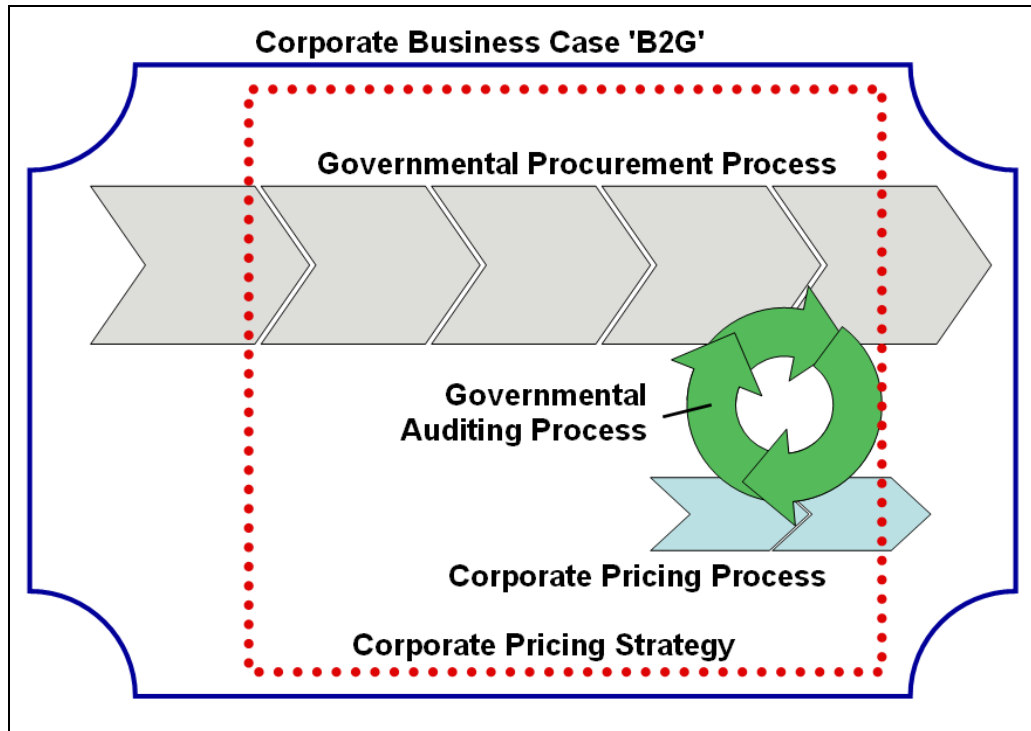 Corporate Business Case 'B2G'
Governmental Procurement Process
Governmental
Auditing Process
Corporate Pricing Process
Corporate Pricing Strategy